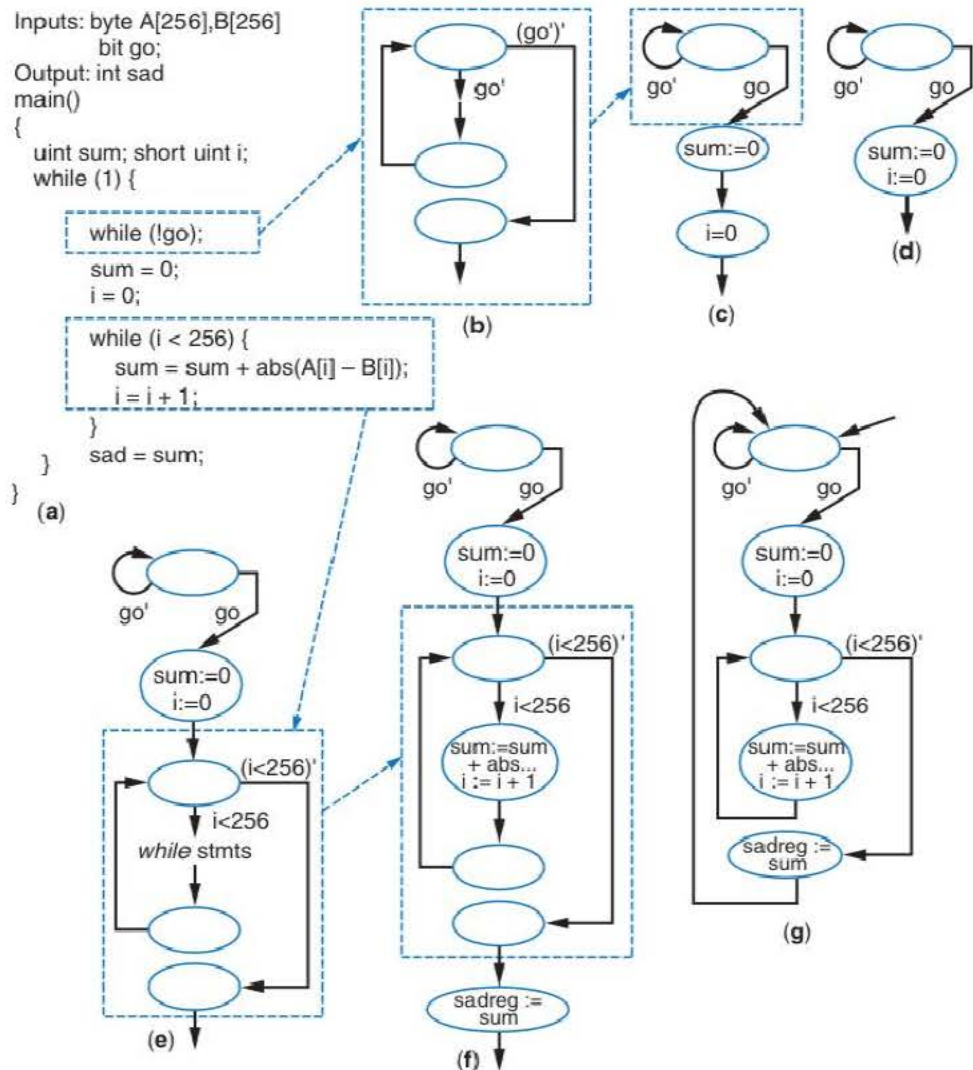 Inputs: byte A[256],B[256]
bit go;
Output: int sad
main()
{
uint sum; short uint i;
while (1) {
while (!go);
sum = 0;
i = 0;
while (i < 256) {
sum = sum + abs(A[i] – B[i]);
i = i + 1;
}
sad = sum;
}
}
(a)
(go')'
go'
(b)
go'
go
sum:=0
i=0
(c)
go'
go
sum:=0
i:=0
(d)
go'
go
sum:=0
i:=0
(i<256)'
i<256
while stmts
(e)
go'
go
sum:=0
i:=0
(i<256)'
i<256
sum:=sum
+ abs...
i := i + 1
sadreg :=
sum
(f)
go'
go
sum:=0
i:=0
(i<256)'
i<256
sum:=sum
+ abs...
i := i + 1
sadreg :=
sum
(g)